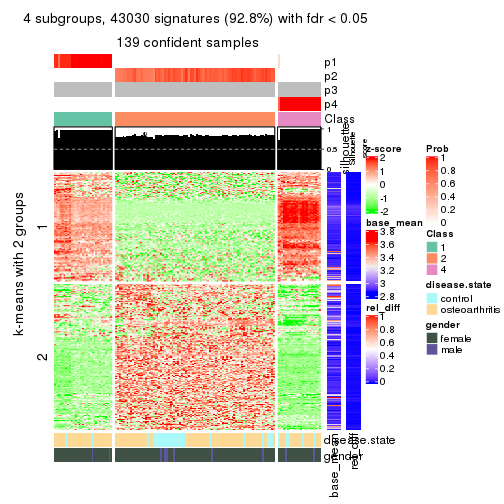 4 subgroups, 43030 signatures (92.8%) with fdr < 0.05
139 confident samples
p1
p2
p3
p4
Class
1
0.5
0
silhouette
Silhouette
score
k-means with 2 groups
1
2
disease.state
gender
base_mean
rel_diff
z-score
2
1
0
-1
-2
base_mean
3.8
3.6
3.4
3.2
3
2.8
rel_diff
1
0.8
0.6
0.4
0.2
0
Prob
1
0.8
0.6
0.4
0.2
0
Class
1
2
4
disease.state
control
osteoarthritis
gender
female
male